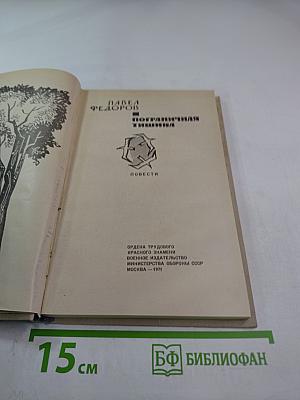 ПАВЕЛ
ФЕДОРОВ
ПОГРАНИЧНАЯ
ТИШИНА
ПОВЕСТИ
ОРДЕНА ТРУДОВОГО
КРАСНОГО ЗНАМЕНИ
ВОЕННОЕ ИЗДАТЕЛЬСТВО
МИНИСТЕРСТВА ОБОРОНЫ СССР
МОСКВА — 1971
15 см
БФ БИБЛИОФАН